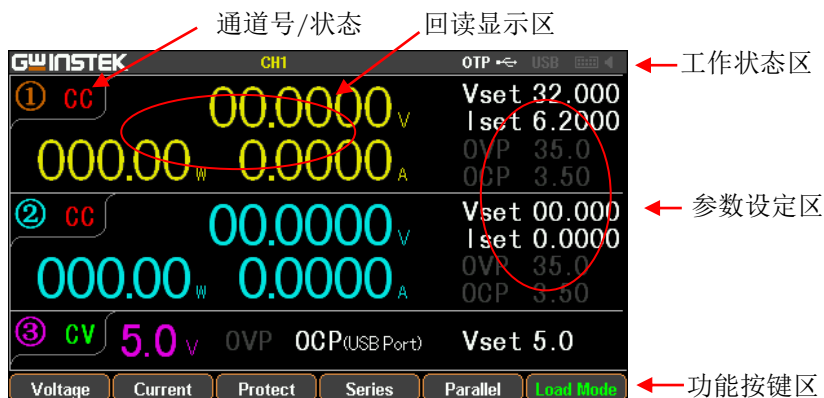 通道号/状态 回读显示区
GWINSTEK CH1 OTP USB 工作状态区
① CC 00.0000 V Vset 32.000
Iset 6.2000
000.00 W 0.0000 A OVP 35.0
OCP 3.50
② CC 00.0000 V Vset 00.000 参数设定区
Iset 0.0000
000.00 W 0.0000 A OVP 35.0
OCP 3.50
③ CV 5.0 V OVP OCP(USB Port) Vset 5.0
Voltage Current Protect Series Parallel Load Mode 功能按键区